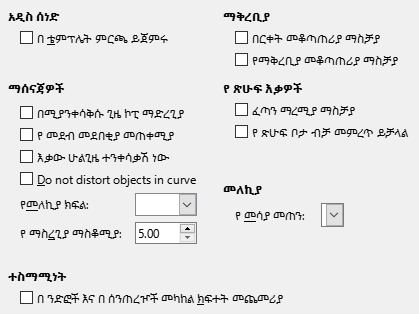 አዲስ ሰነድ
በ ቴምፕሌት ምርጫ ይጀምሩ
ማሰናጃዎች
በሚያንቀሳቅሱ ጊዜ ኮፒ ማድረጊያ
የ መደብ መደበቂያ መጠቀሚያ
እቃው ሁልጊዜ ተንቀሳቃሽ ነው
Do not distort objects in curve
የመለኪያ ክፍል:
የ ማስረጊያ ማስቆሚያ: 5.00
ተስማሚነት
በ ንድፎች እና በ ሰንጠረዦች መካከል ክፍተት መጨመሪያ
ማቅረቢያ
በርቀት መቆጣጠሪያ ማስቻያ
የማቅረቢያ መቆጣጠሪያ ማስቻያ
የ ጽሁፍ እቃዎች
ፈጣን ማረሚያ ማስቻያ
የ ጽሁፍ ቦታ ብቻ መምረጥ ይቻላል
መለኪያ
የ መሳያ መጠን: